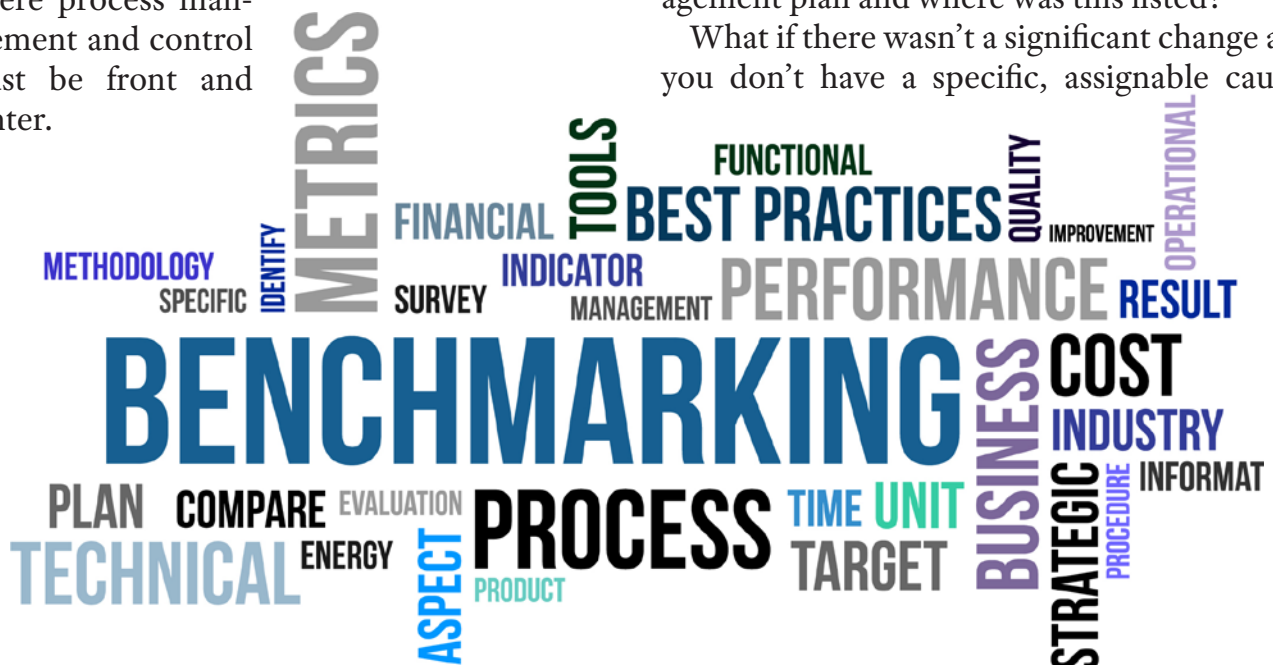 ere process man-
ement and control
st be front and
nter.
agement plan and where was this listed?
What if there wasn't a significant change a
you don't have a specific, assignable cau
METRICS
TOOLS
FUNCTIONAL
QUALITY
OPERATIONAL
FINANCIAL
BEST PRACTICES
IMPROVEMENT
METHODOLOGY
IDENTIFY
INDICATOR
SPECIFIC
SURVEY
MANAGEMENT
PERFORMANCE
RESULT
BENCHMARKING
BUSINESS
COST
INDUSTRY
PLAN
COMPARE
EVALUATION
PROCESS
TIME
UNIT
STRATEGIC
PROCEDURE
INFORMAT
TECHNICAL
ENERGY
ASPECT
PRODUCT
TARGET